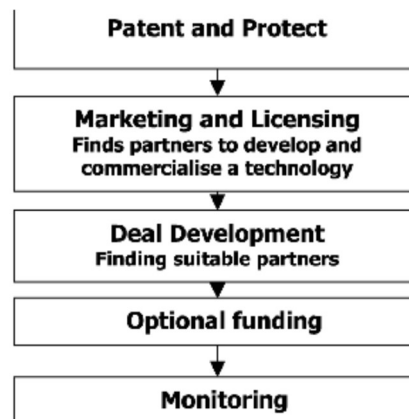 Patent and Protect
Marketing and Licensing
Finds partners to develop and
commercialise a technology
Deal Development
Finding suitable partners
Optional funding
Monitoring